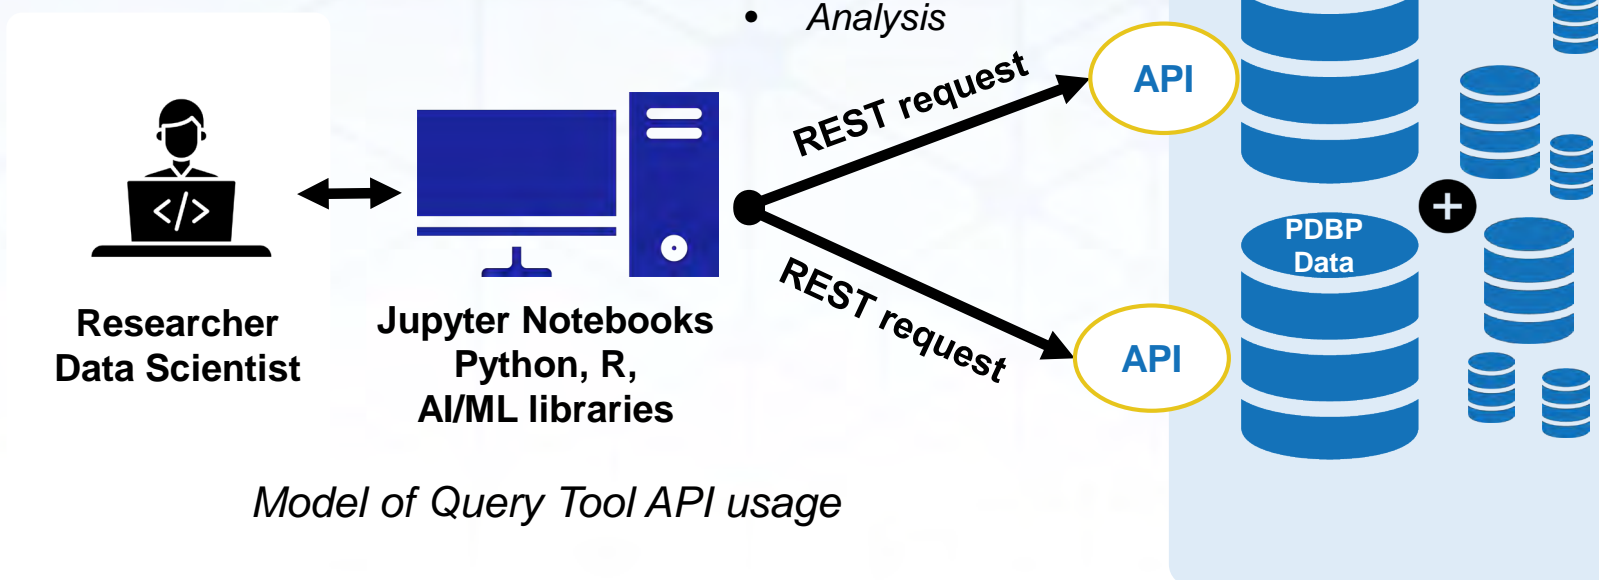 • Analysis
REST request
API
</>
PDBP
Data
REST request
API
Researcher
Data Scientist
Jupyter Notebooks
Python, R,
AI/ML libraries
Model of Query Tool API usage